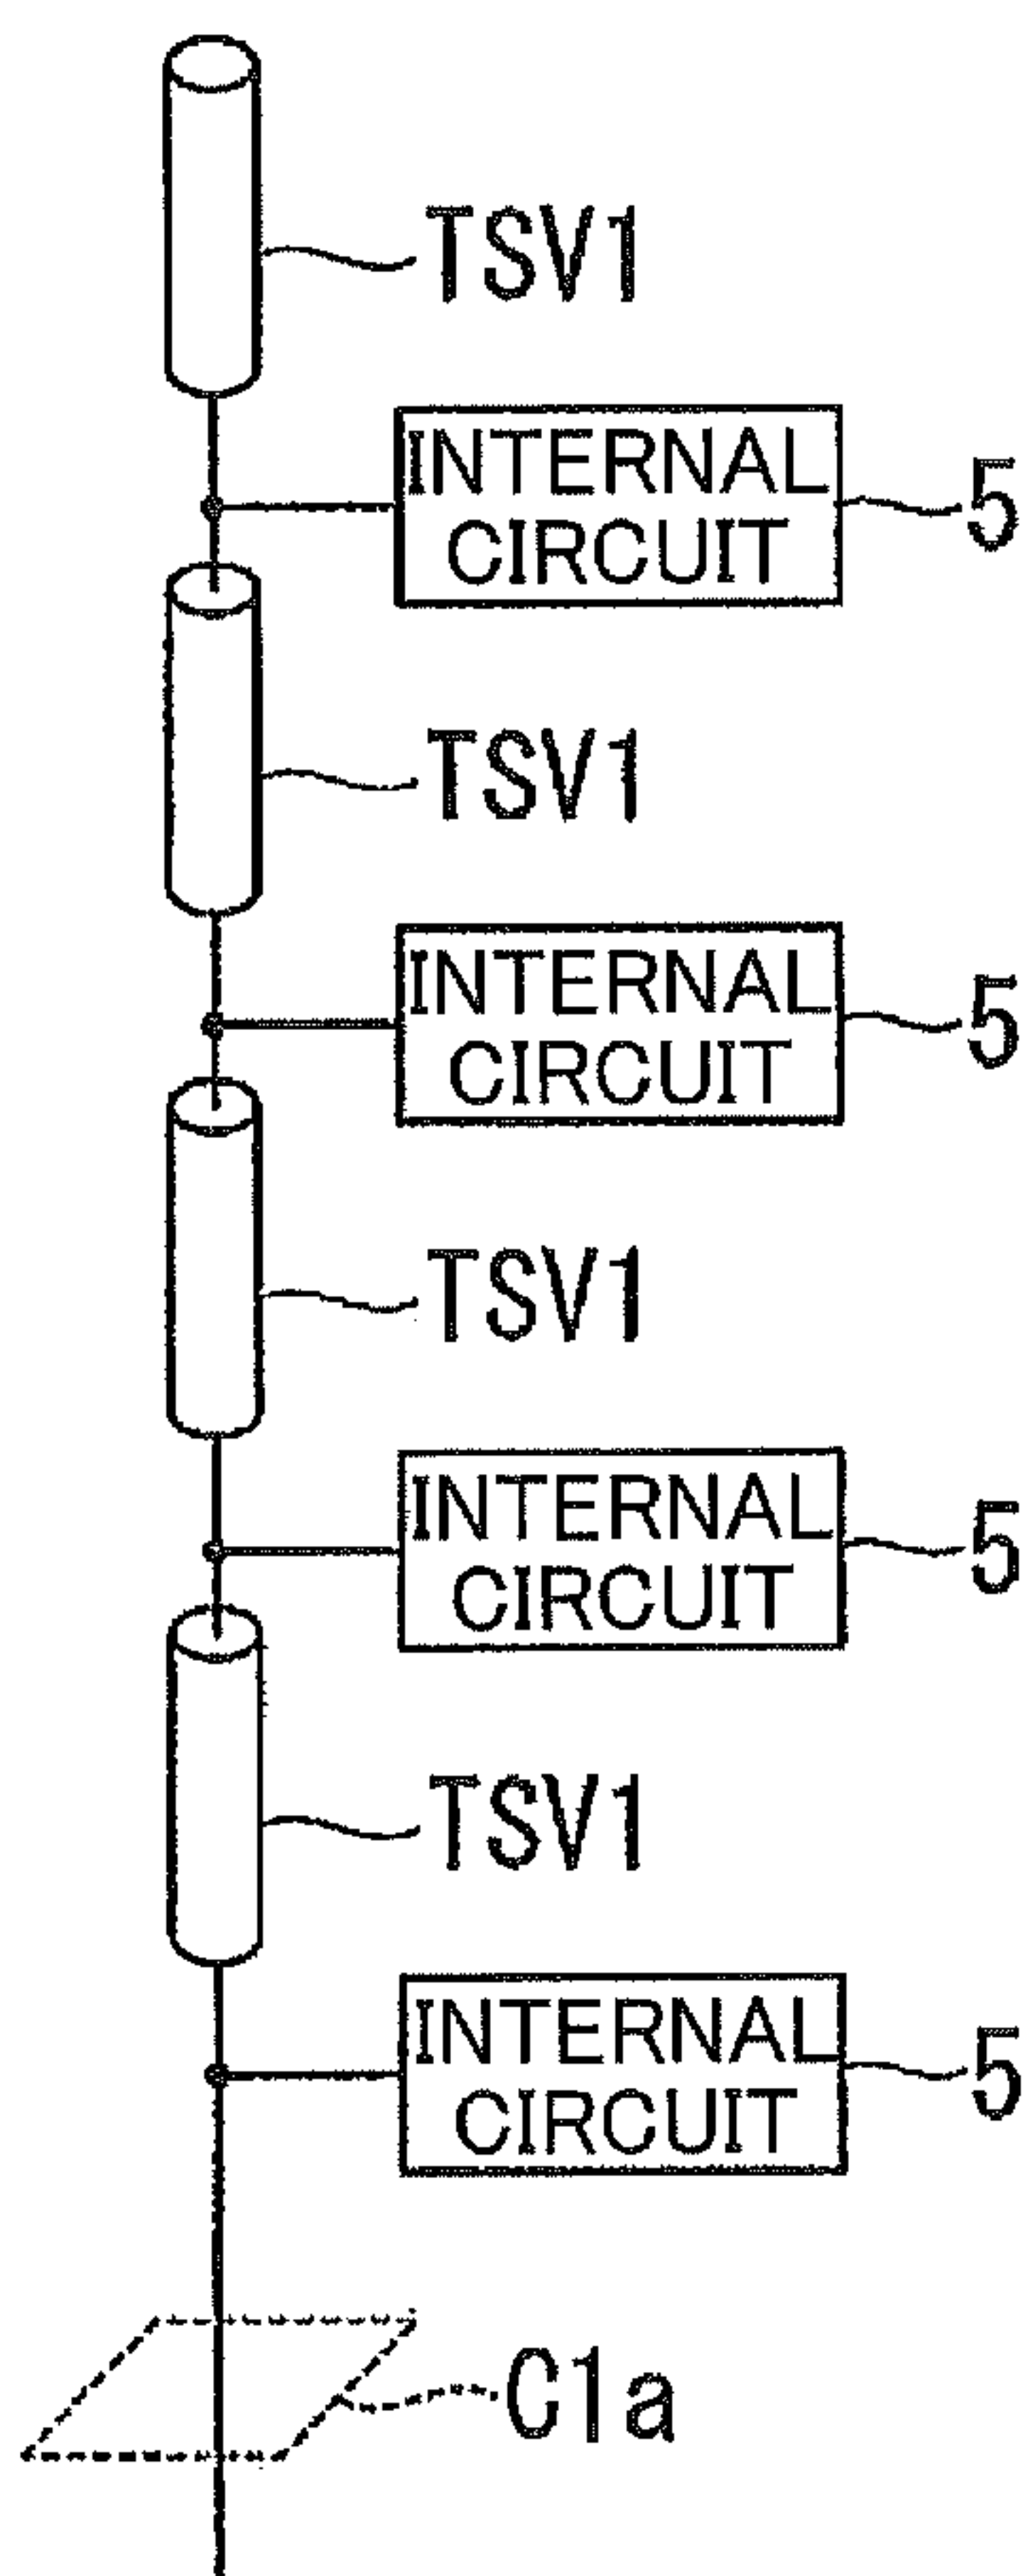 TSV1
INTERNAL
CIRCUIT
5
TSV1
INTERNAL
CIRCUIT
5
TSV1
INTERNAL
CIRCUIT
5
TSV1
INTERNAL
CIRCUIT
5
C1a